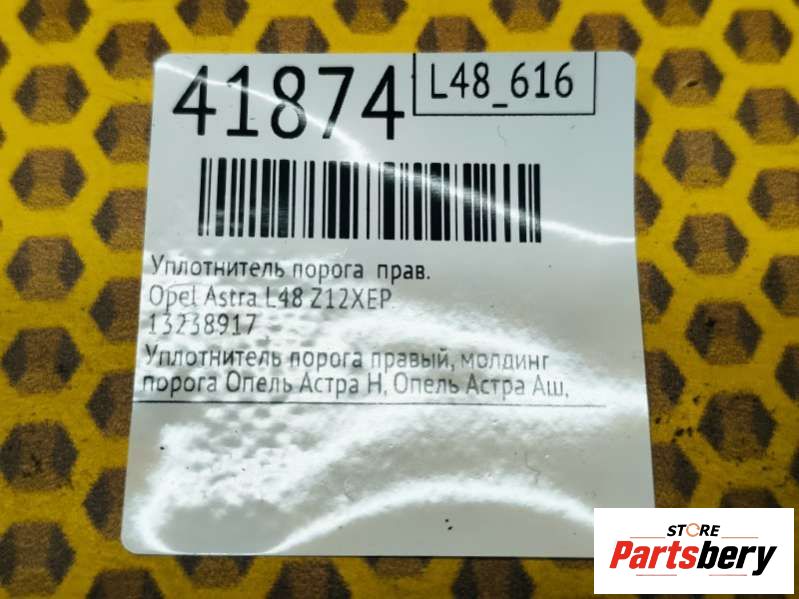 41874
L48_616
Уплотнитель порога прав.
Opel Astra L48 Z12XEP
13238917
Уплотнитель порога правый, молдинг
порога Опель Астра Н, Опель Астра Аш,
STORE
Partsbery